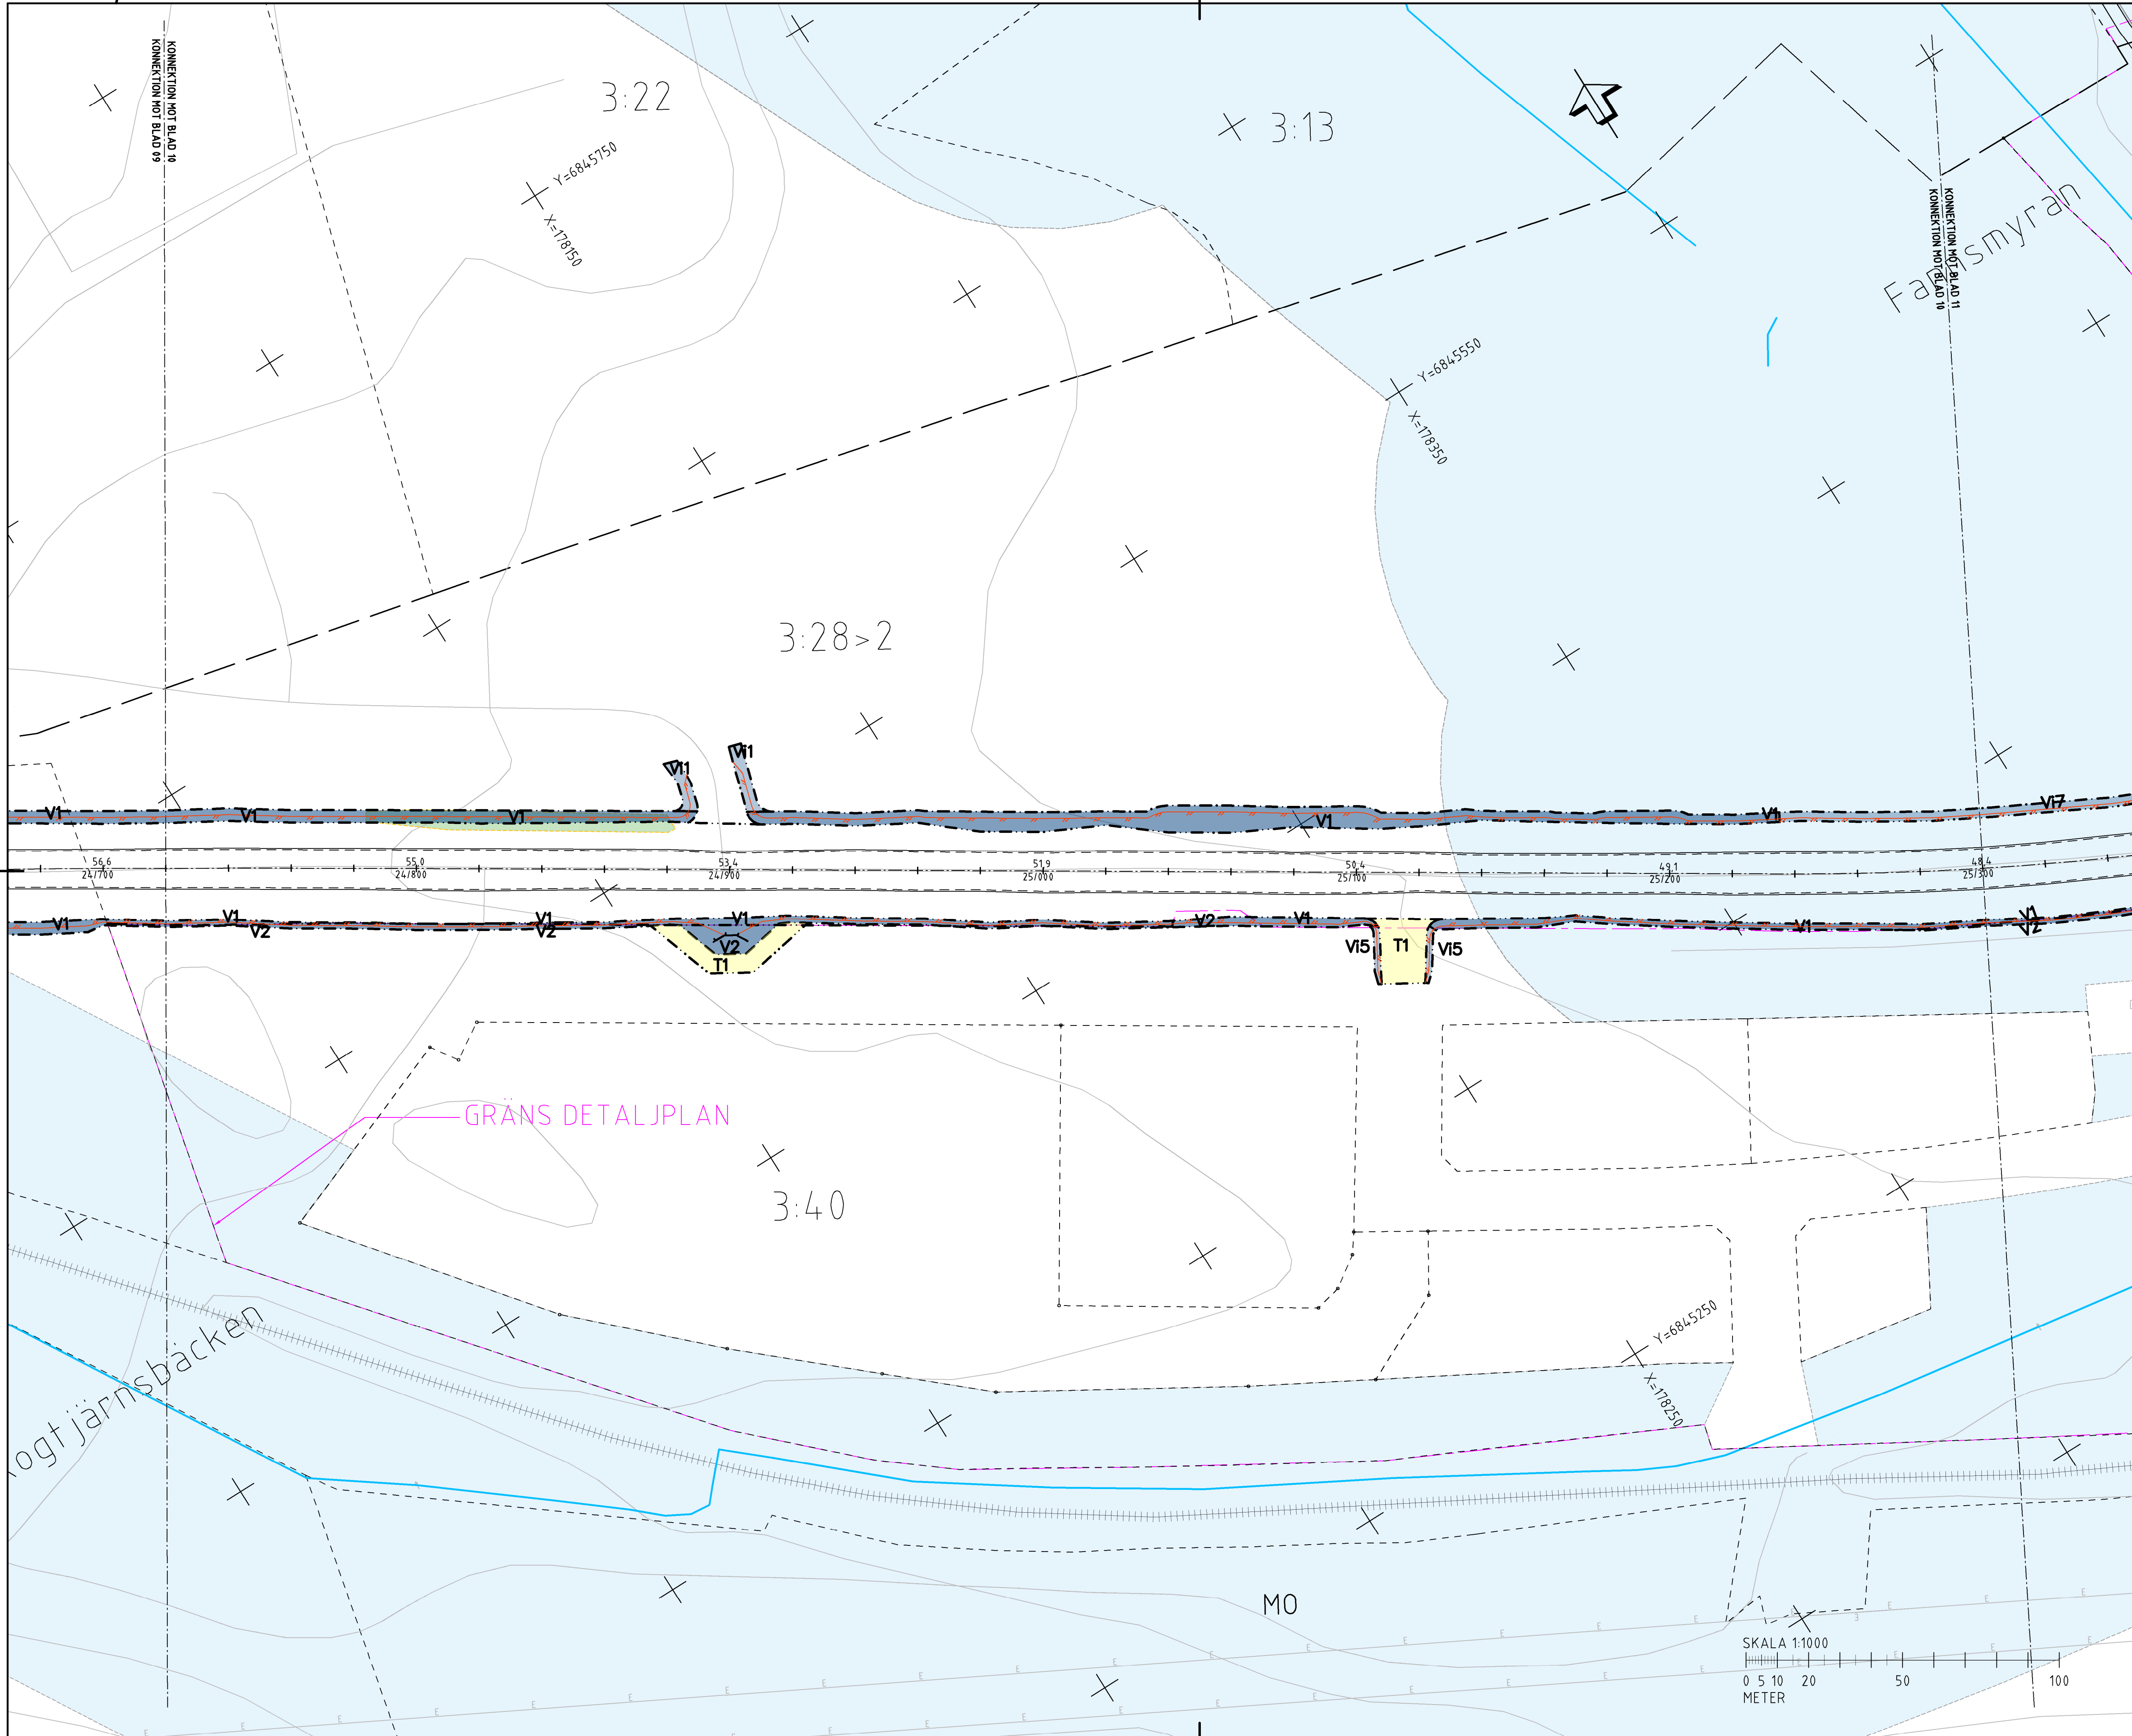 KONNEKTION MOT BLAD 10
KONNEKTION MOT BLAD 09
3:22
3:13
Y=6845750
X=178150
KONNEKTION MOT BLAD 11
KONNEKTION MOT BLAD 10
Y=6845550
X=178350
3:28>2
Vi1
Vi1
V1
V1
V1
V1
V1
Vi7
56,6
24/700
55,0
24/800
53,4
24/900
51,9
25/000
50,4
25/100
49,1
25/200
48,4
25/300
V1
V1
V2
V1
V2
V1
V2
T1
V2
V1
Vi5
T1
Vi5
V1
V1
V2
GRÄNS DETALJPLAN
3:40
Y=6845250
X=178250
ogtjärnsbäcken
MO
SKALA 1:1000
0 5 10 20 50 100
METER
E E E E E E E E E E E E E E E E E E E E E
E E E E E E E E E E E E E E E